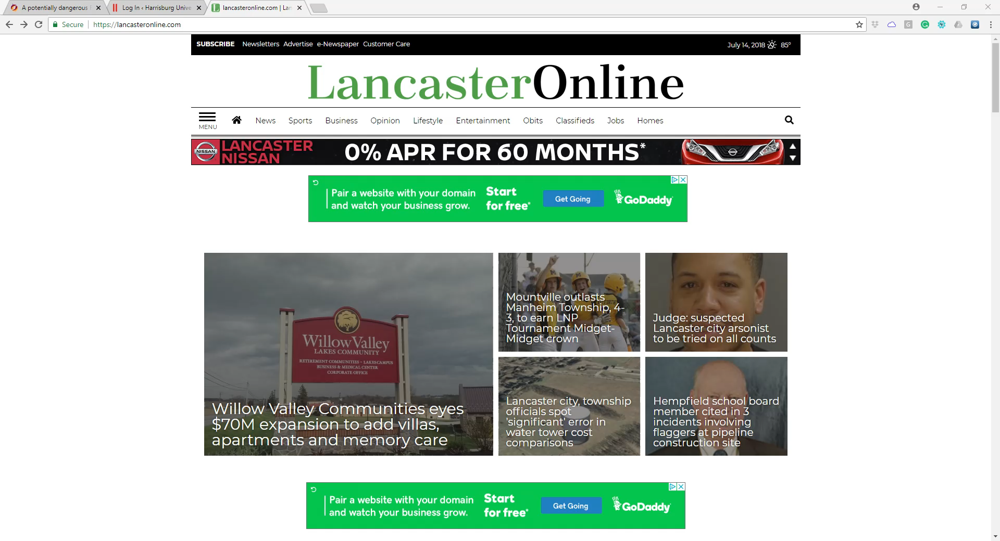 A potentially dangerous
Log In ‹ Harrisburg Unive
lancasteronline.com | Lan
Secure
https://lancasteronline.com
SUBSCRIBE Newsletters Advertise e-Newspaper Customer Care
July 14, 2018 85°
LancasterOnline
MENU
News Sports Business Opinion Lifestyle Entertainment Obits Classifieds Jobs Homes
NISSAN
LANCASTER
NISSAN
0% APR FOR 60 MONTHS*
Pair a website with your domain
and watch your business grow.
Start
for free*
Get Going
GoDaddy
Willow Valley
LAKES COMMUNITY
RETIREMENT COMMUNITIES ~ LAKES CAMPUS
BUSINESS & MEDICAL CENTER
CORPORATE OFFICE
Willow Valley Communities eyes
$70M expansion to add villas,
apartments and memory care
Mountville outlasts
Manheim Township, 4-
3, to earn LNP
Tournament Midget-
Midget crown
Judge: suspected
Lancaster city arsonist
to be tried on all counts
Lancaster city, township
officials spot
'significant' error in
water tower cost
comparisons
Hempfield school board
member cited in 3
incidents involving
flaggers at pipeline
construction site
Pair a website with your domain
and watch your business grow.
Start
for free*
Get Going
GoDaddy